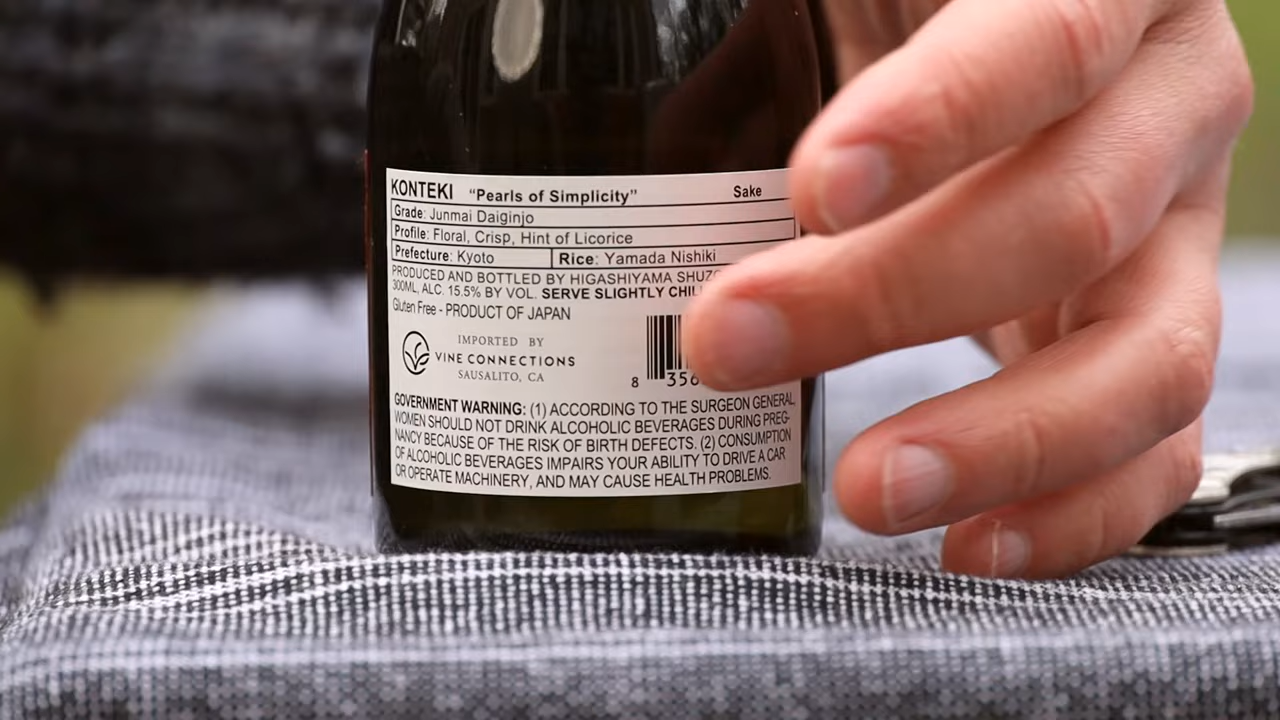 KONTEKI "Pearls of Simplicity" Sake
Grade: Junmai Daiginjo
Profile: Floral, Crisp, Hint of Licorice
Prefecture: Kyoto Rice: Yamada Nishiki
PRODUCED AND BOTTLED BY HIGASHIYAMA
300ML, ALC. 15.5% BY VOL. SERVE SLIGHTLY
Gluten Free - PRODUCT OF JAPAN
IMPORTED BY
VINE CONNECTIONS
SAUSALITO, CA
8 356
GOVERNMENT WARNING: (1) ACCORDING TO THE SURGEON GENERAL,
WOMEN SHOULD NOT DRINK ALCOHOLIC BEVERAGES DURING PREG-
NANCY BECAUSE OF THE RISK OF BIRTH DEFECTS. (2) CONSUMPTION
OF ALCOHOLIC BEVERAGES IMPAIRS YOUR ABILITY TO DRIVE A CAR
OR OPERATE MACHINERY, AND MAY CAUSE HEALTH PROBLEMS.